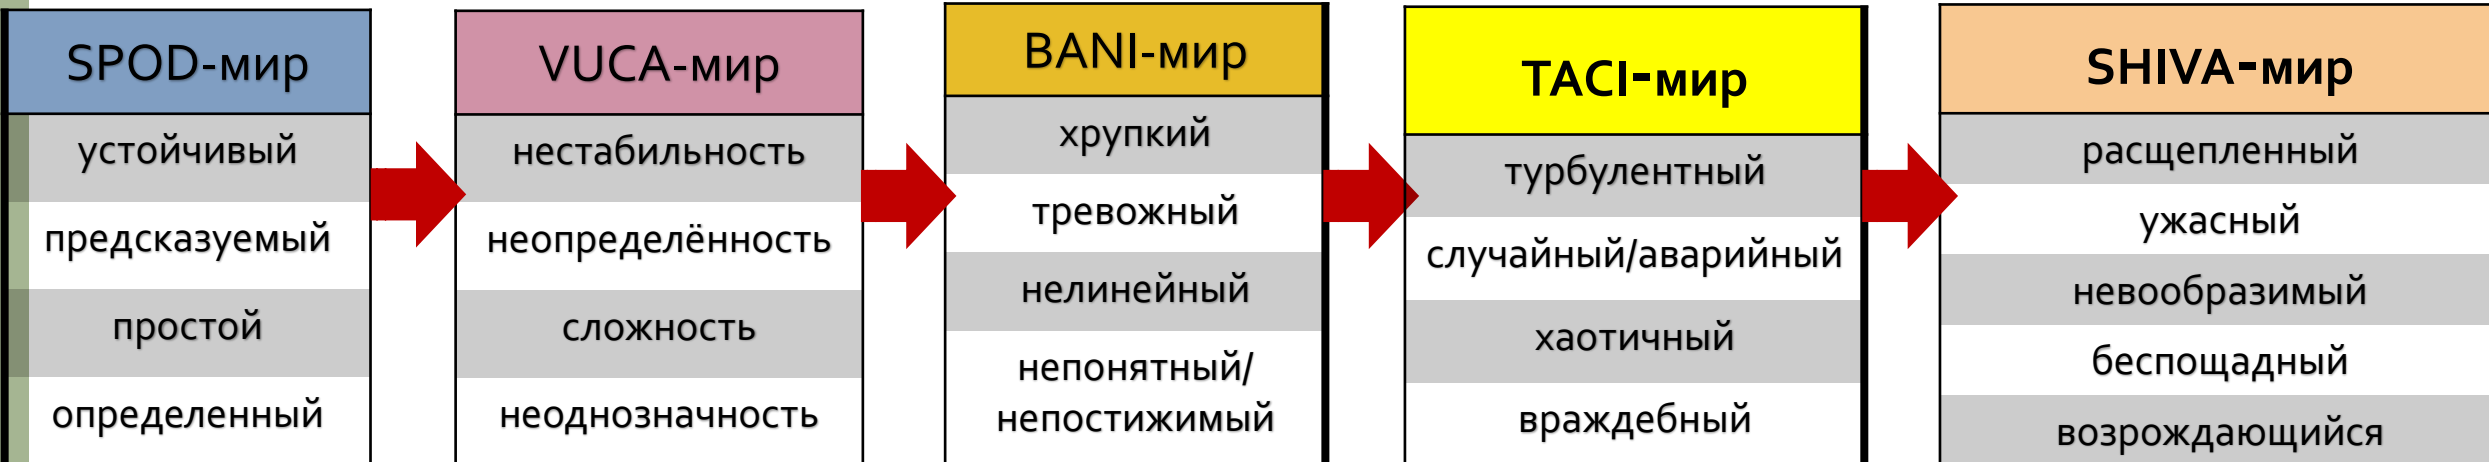 SPOD-мир
устойчивый
предсказуемый
простой
определенный
VUCA-мир
нестабильность
неопределённость
сложность
неоднозначность
BANI-мир
хрупкий
тревожный
нелинейный
непонятный/
непостижимый
TACI-мир
турбулентный
случайный/аварийный
хаотичный
враждебный
SHIVA-мир
расщепленный
ужасный
невообразимый
беспощадный
возрождающийся